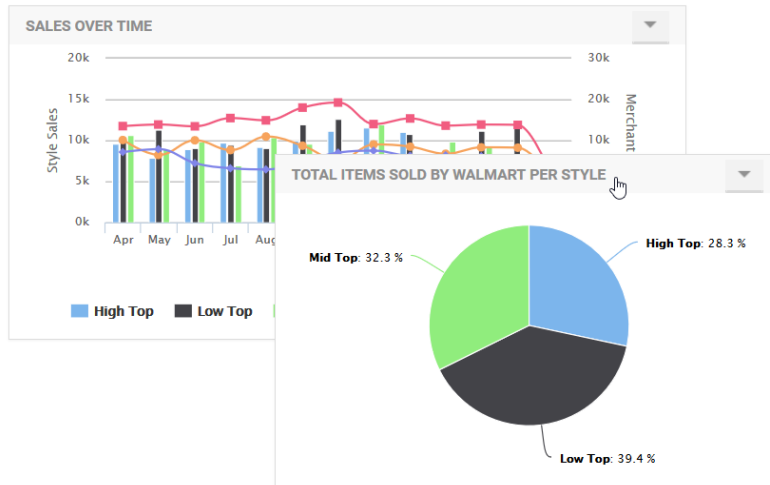 SALES OVER TIME
20k
15k
10k
5k
0k
Style Sales
30k
20k
10k
Merchant
Apr May Jun Jul Aug
High Top Low Top
TOTAL ITEMS SOLD BY WALMART PER STYLE
Mid Top: 32.3 %
High Top: 28.3 %
Low Top: 39.4 %